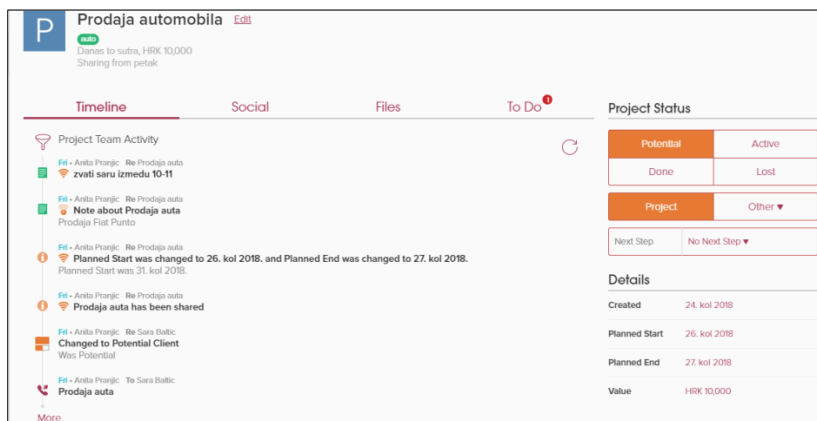 P
Prodaja automobila Edit
auto
Danas to sutra, HRK 10,000
Sharing from petak
Timeline Social Files To Do 1
Project Team Activity
Fri • Anita Pranjic Re Prodaja auta
zvati saru izmedu 10-11
Fri • Anita Pranjic Re Prodaja auta
Note about Prodaja auta
Prodaja Fiat Punto
Fri • Anita Pranjic Re Prodaja auta
Planned Start was changed to 26. kol 2018. and Planned End was changed to 27. kol 2018.
Planned Start was 31. kol 2018.
Fri • Anita Pranjic Re Prodaja auta
Prodaja auta has been shared
Fri • Anita Pranjic Re Sara Baltic
Changed to Potential Client
Was Potential
Fri • Anita Pranjic To Sara Baltic
Prodaja auta
More
Project Status
Potential Active
Done Lost
Project Other ▼
Next Step No Next Step ▼
Details
Created 24. kol 2018
Planned Start 26. kol 2018
Planned End 27. kol 2018
Value HRK 10,000